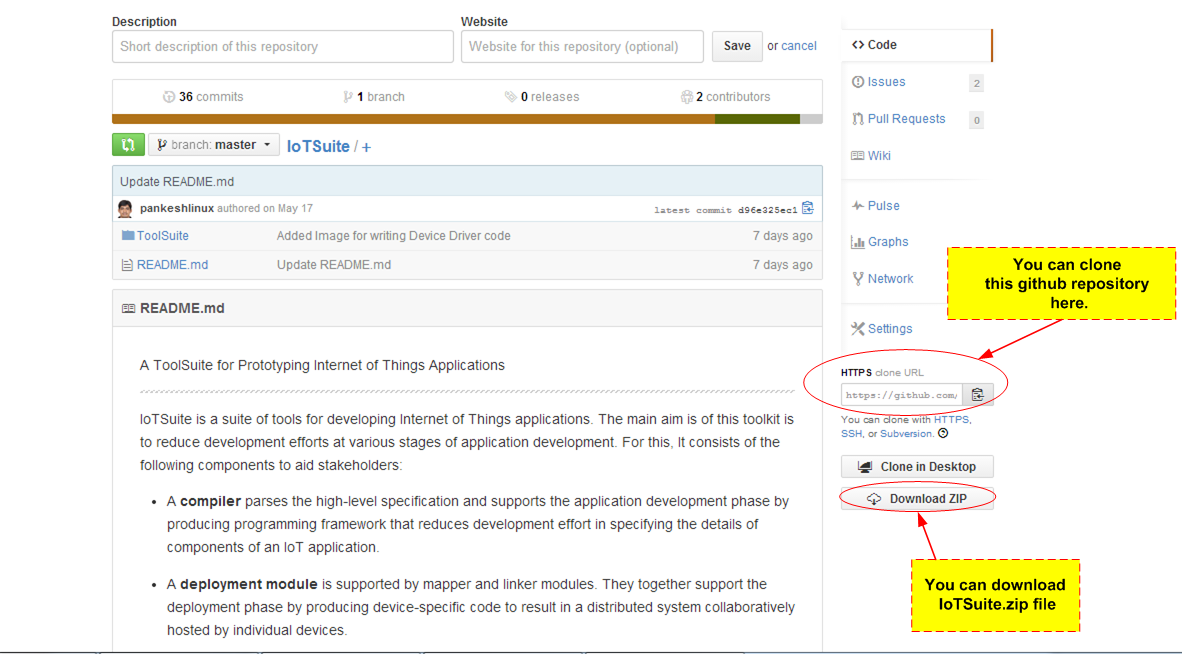 Description
Website
Short description of this repository
Website for this repository (optional)
Save or cancel
36 commits
1 branch
0 releases
2 contributors
branch: master
IoTSuite / +
Update README.md
pankeshlinux authored on May 17
latest commit d96e325ec1
ToolSuite
Added Image for writing Device Driver code
7 days ago
README.md
Update README.md
7 days ago
README.md
A ToolSuite for Prototyping Internet of Things Applications
IoTSuite is a suite of tools for developing Internet of Things applications. The main aim is of this toolkit is
to reduce development efforts at various stages of application development. For this, It consists of the
following components to aid stakeholders:
• A compiler parses the high-level specification and supports the application development phase by
producing programming framework that reduces development effort in specifying the details of
components of an IoT application.
• A deployment module is supported by mapper and linker modules. They together support the
deployment phase by producing device-specific code to result in a distributed system collaboratively
hosted by individual devices.
<> Code
Issues 2
Pull Requests 0
Wiki
Pulse
Graphs
Network
Settings
You can clone
this github repository
here.
HTTPS clone URL
https://github.com/
You can clone with HTTPS,
SSH, or Subversion.
Clone in Desktop
Download ZIP
You can download
IoTSuite.zip file